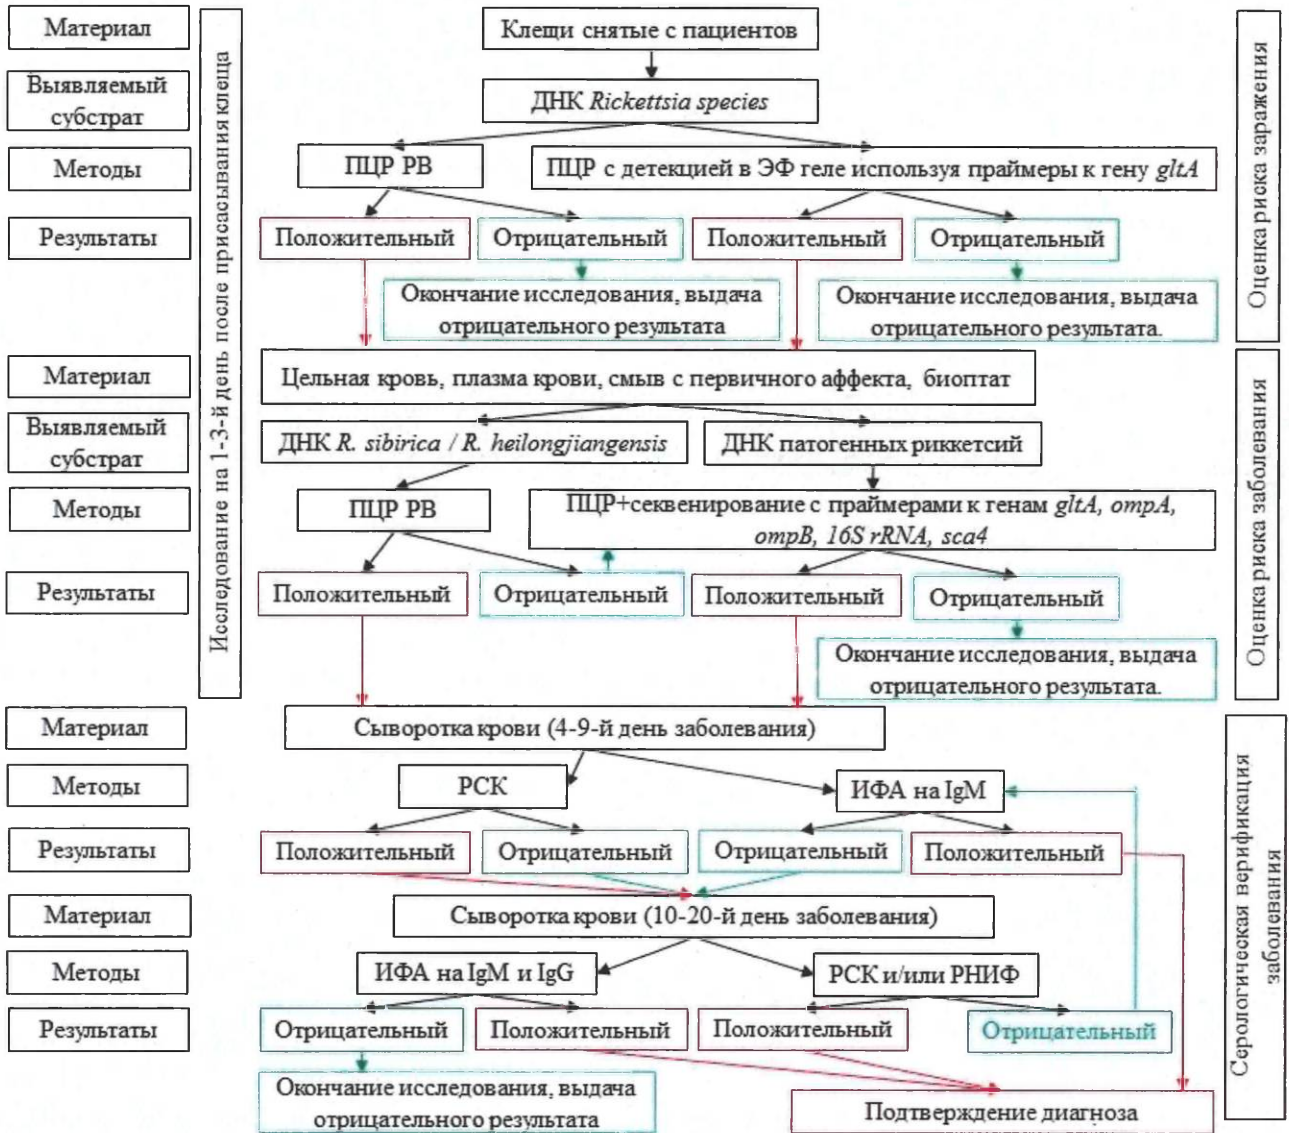 Материал
Клещи снятые с пациентов
Выявляемый
субстрат
ДНК Rickettsia species
Методы
ПЦР РВ
ПЦР с детекцией в ЭФ геле используя праймеры к гену gltA
Результаты
Положительный
Отрицательный
Положительный
Отрицательный
Окончание исследования, выдача
отрицательного результата
Окончание исследования, выдача
отрицательного результата.
Исследование на 1-3-й день после присасывания клеща
Оценка риска заражения
Материал
Цельная кровь, плазма крови, смыв с первичного аффекта, биоптат
Выявляемый
субстрат
ДНК R. sibirica / R. heilongjiangensis
ДНК патогенных риккетсий
Методы
ПЦР РВ
ПЦР+секвенирование с праймерами к генам gltA, ompA,
ompB, 16S rRNA, sca4
Результаты
Положительный
Отрицательный
Положительный
Отрицательный
Окончание исследования, выдача
отрицательного результата.
Оценка риска заболевания
Материал
Сыворотка крови (4-9-й день заболевания)
Методы
РСК
ИФА на IgM
Результаты
Положительный
Отрицательный
Отрицательный
Положительный
Материал
Сыворотка крови (10-20-й день заболевания)
Методы
ИФА на IgM и IgG
РСК и/или РНИФ
Результаты
Отрицательный
Положительный
Положительный
Отрицательный
Окончание исследования, выдача
отрицательного результата
Подтверждение диагноза
Серологическая верификация
заболевания